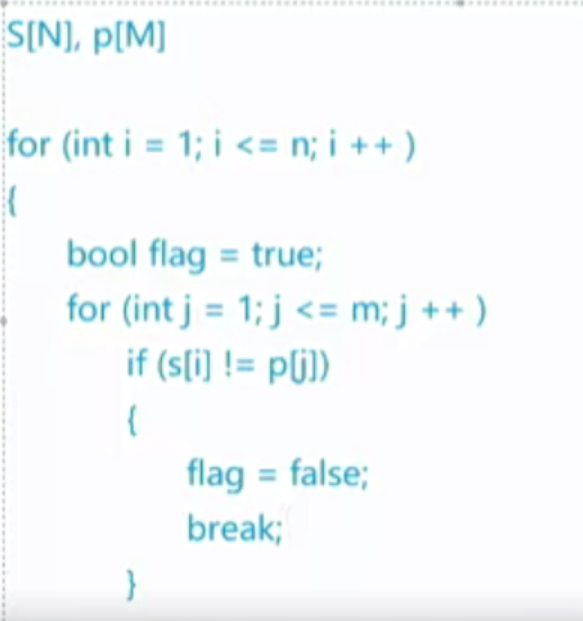 S[N], p[M]
for (int i = 1; i <= n; i ++ )
{
bool flag = true;
for (int j = 1; j <= m; j ++ )
if (s[i] != p[j])
{
flag = false;
break;
}